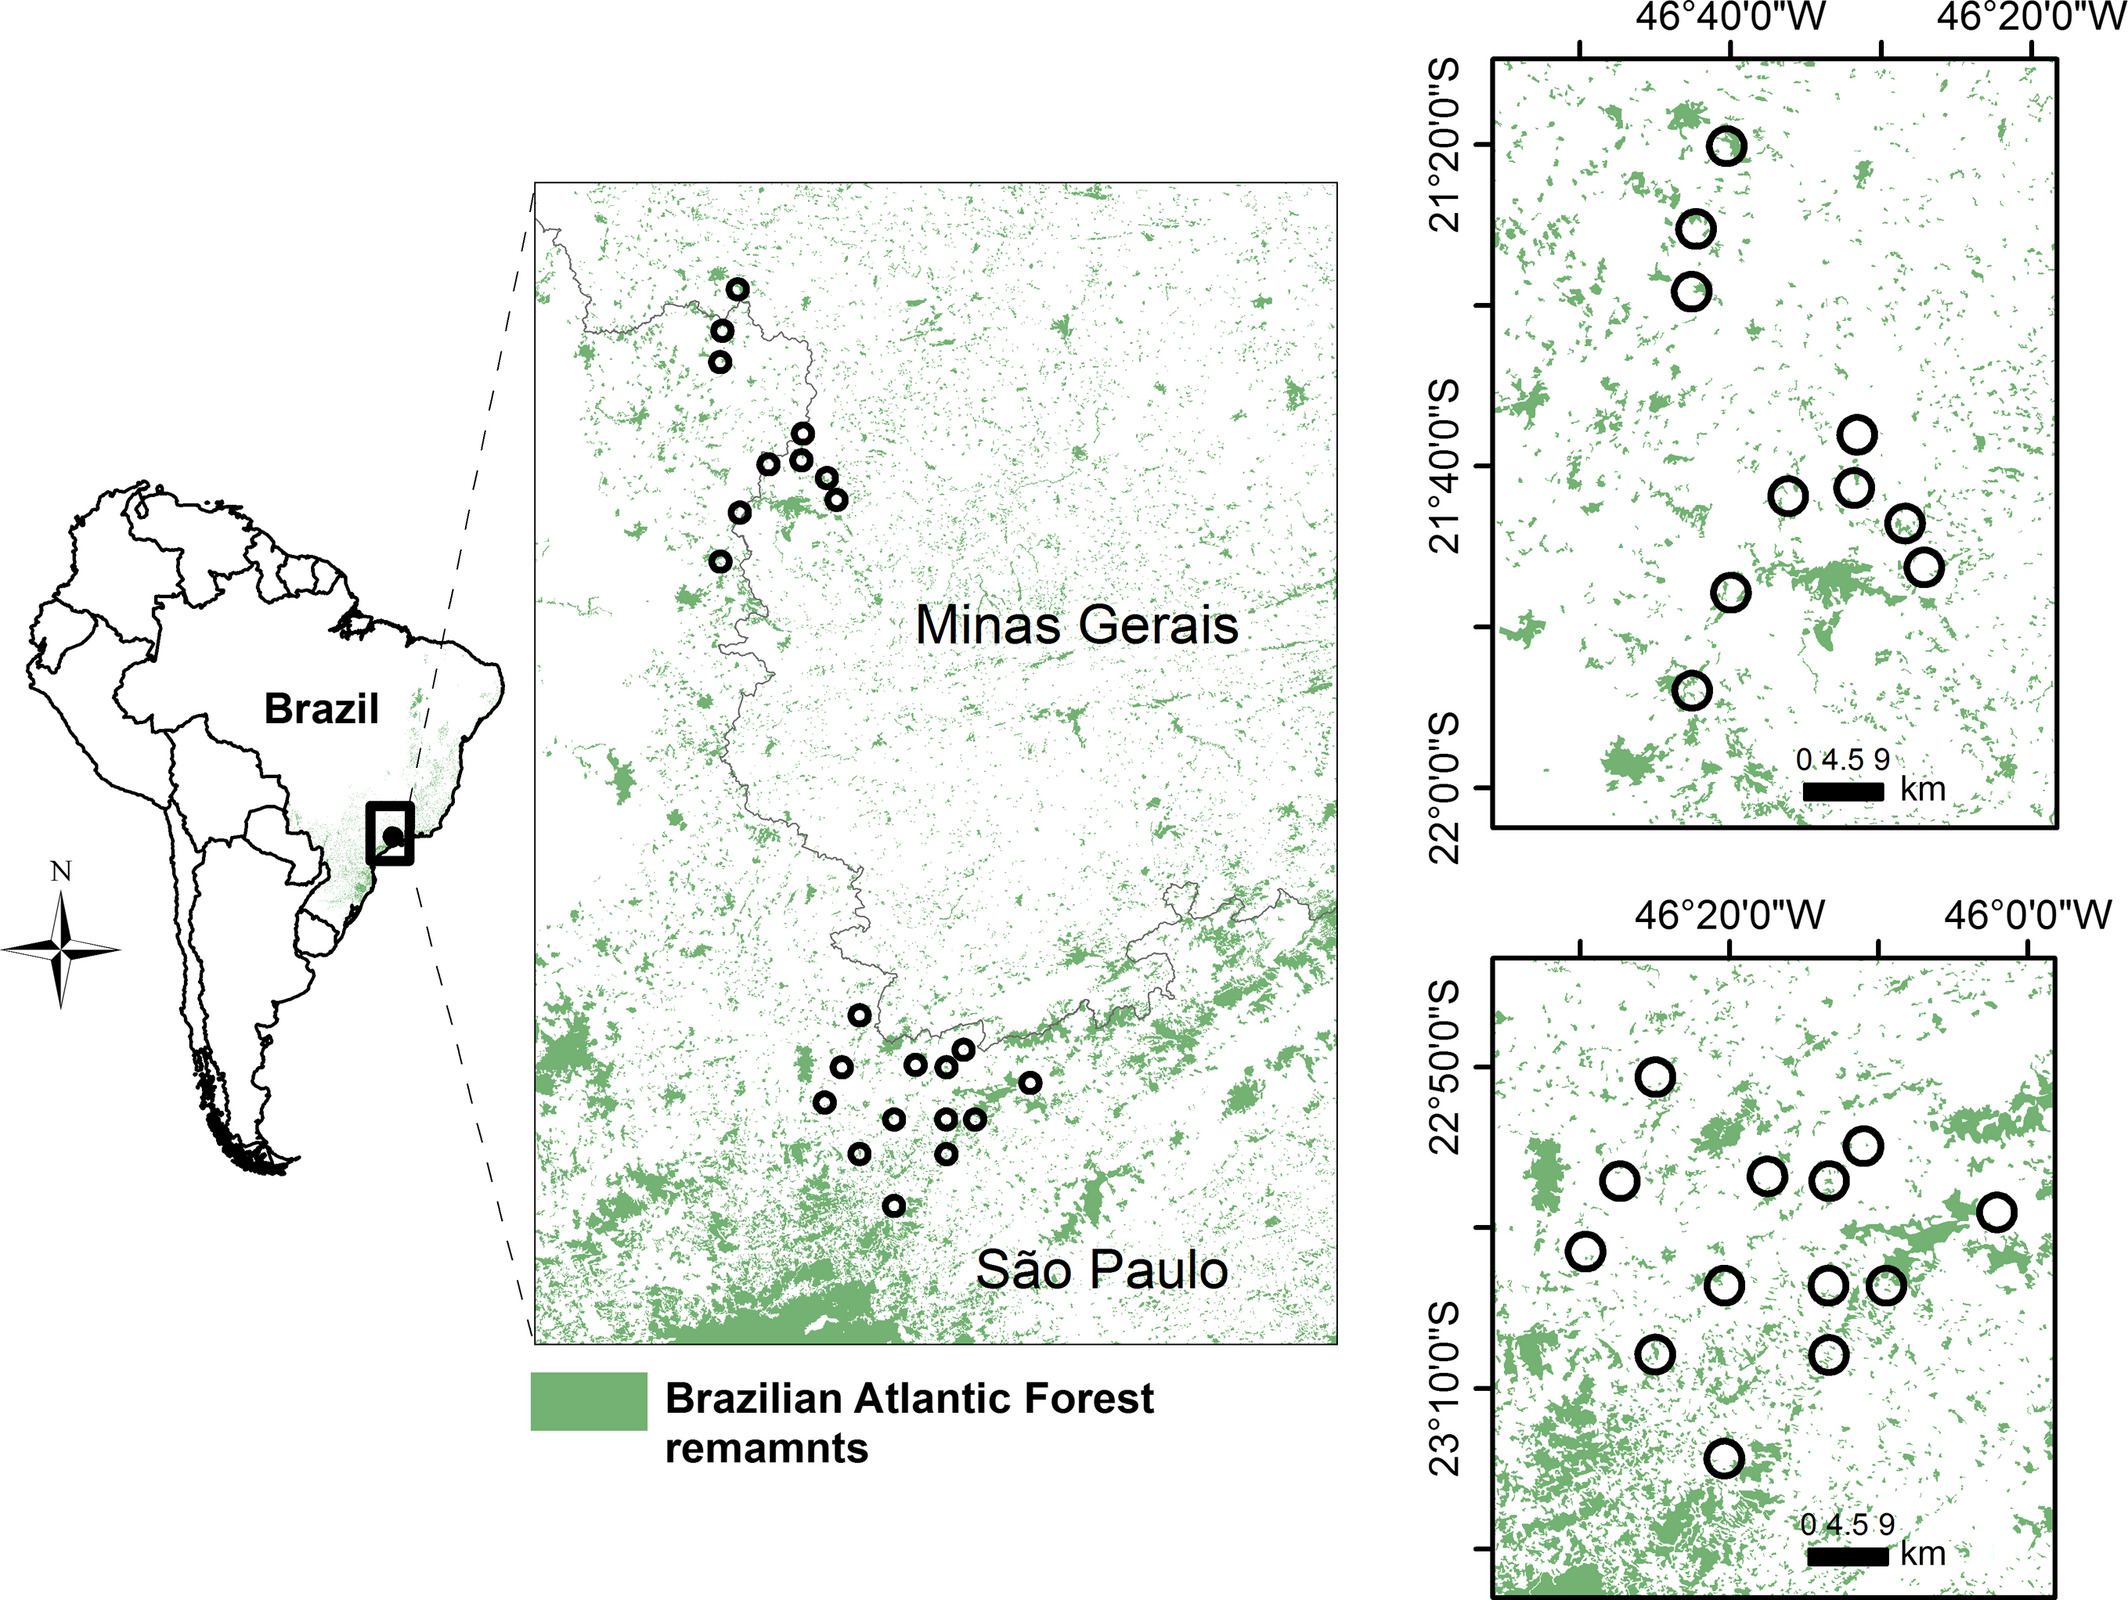 N
Brazil
Minas Gerais
São Paulo
Brazilian Atlantic Forest
remamnts
46°40'0"W 46°20'0"W
21°20'0"S
21°40'0"S
22°0'0"S
0 4.5 9
km
46°20'0"W 46°0'0"W
22°50'0"S
23°10'0"S
0 4.5 9
km